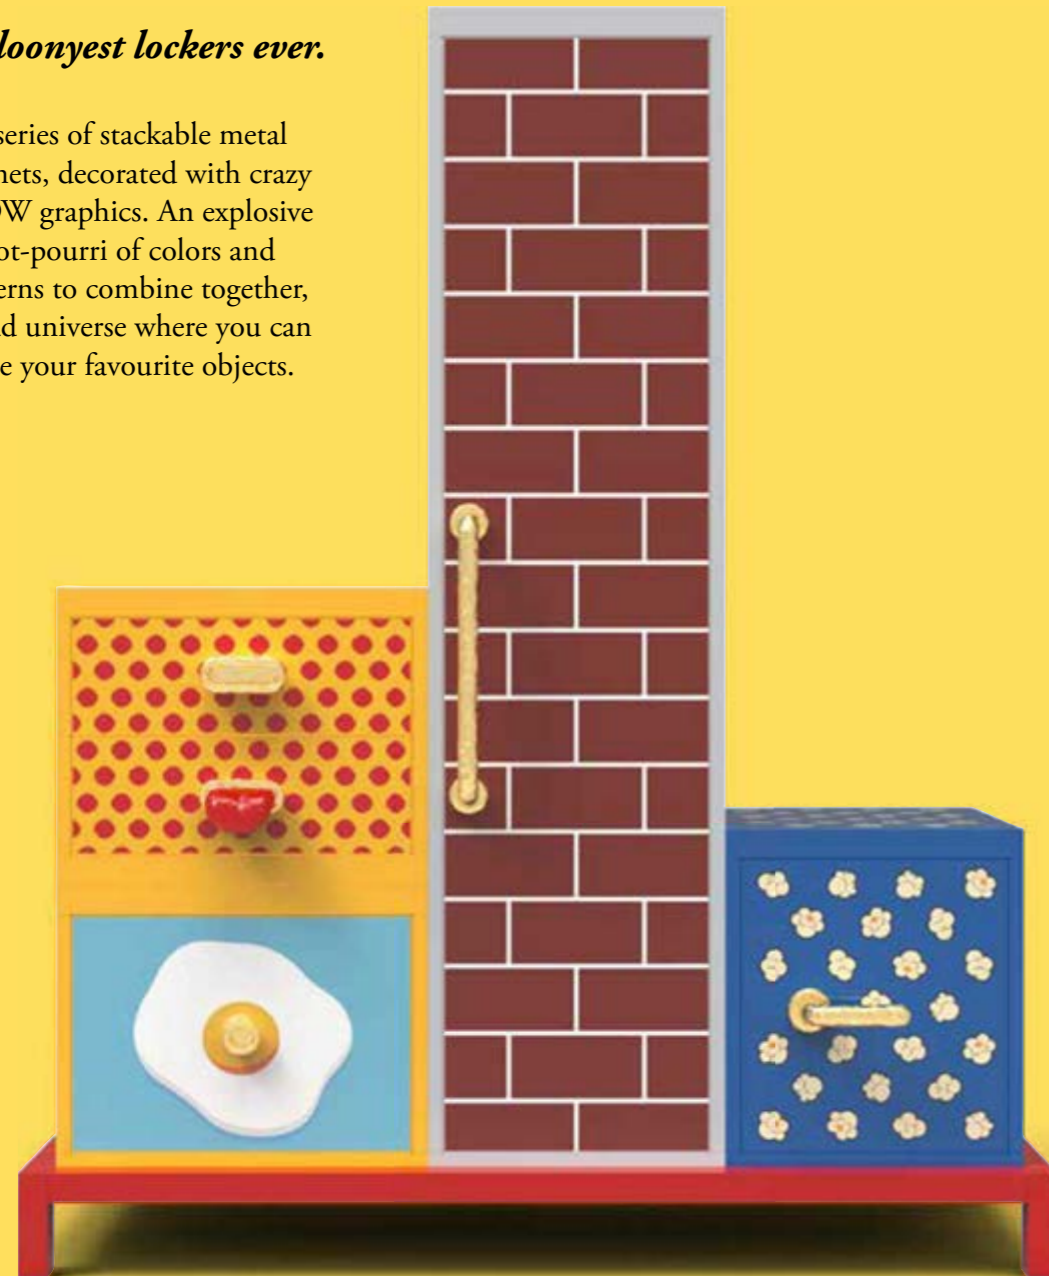 loonyest lockers ever.
series of stackable metal
nets, decorated with crazy
OW graphics. An explosive
ot-pourri of colors and
erns to combine together,
d universe where you can
e your favourite objects.